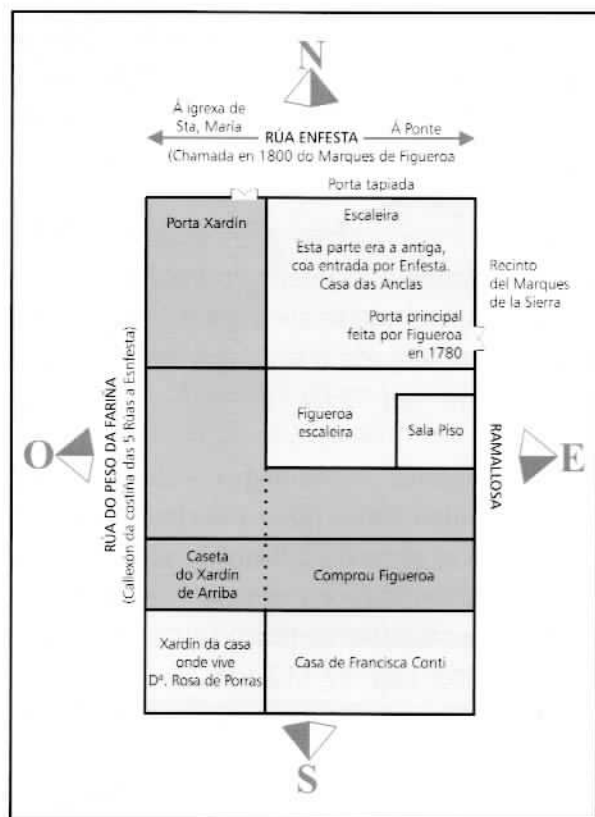 N
Á igrexa de
Sta, María
RÚA ENFESTA
Á Ponte
(Chamada en 1800 do Marques de Figueroa
Porta tapiada
Porta Xardín
Escaleira
Esta parte era a antiga,
coa entrada por Enfesta.
Casa das Anclas
Porta principal
feita por Figueroa
en 1780
Recinto
del Marques
de la Sierra
O
RÚA DO PESO DA FARIÑA
(Callexón da costiña das 5 Rúas a Esnfesta)
Figueroa
escaleira
Sala Piso
RAMALLOSA
E
Caseta
do Xardín
de Arriba
Comprou Figueroa
Xardín da casa
onde vive
Dª. Rosa de Porras
Casa de Francisca Conti
S